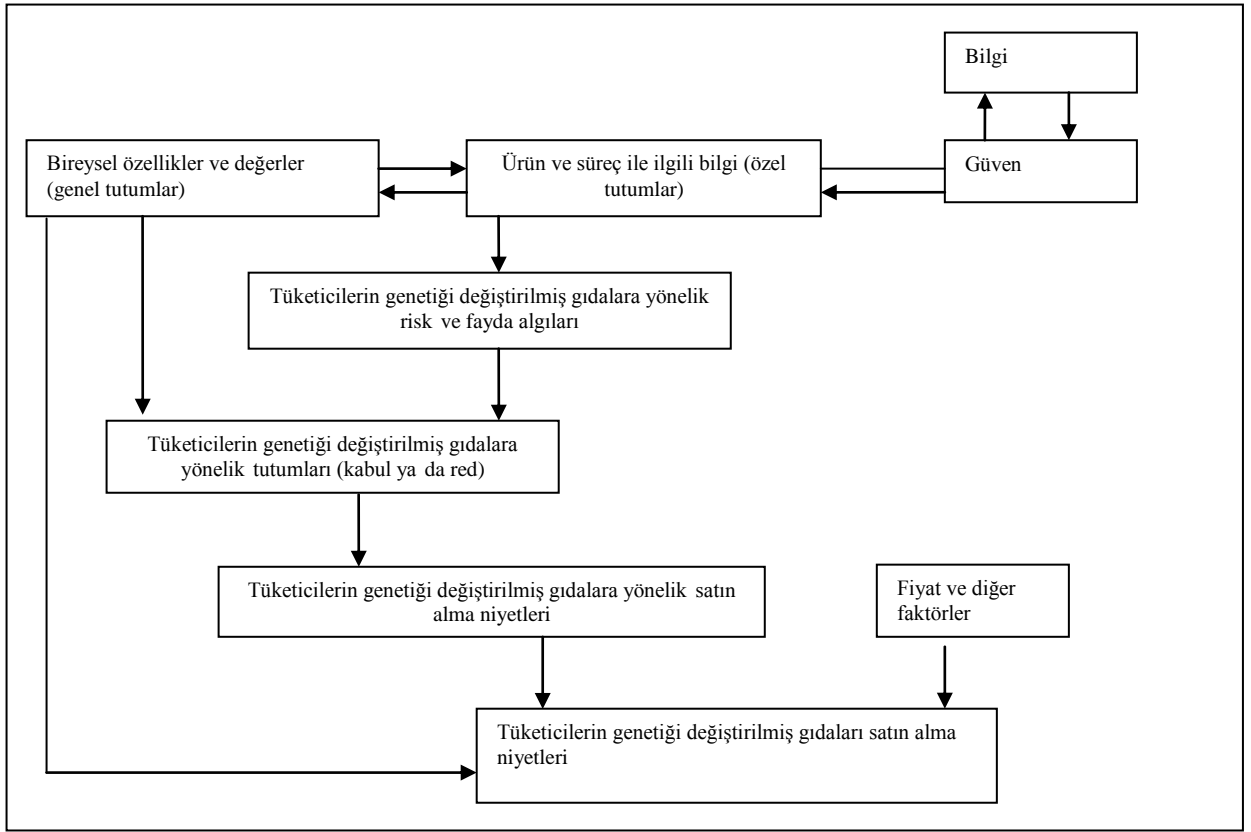 Bilgi
Bireysel özellikler ve değerler
(genel tutumlar)
Ürün ve süreç ile ilgili bilgi (özel
tutumlar)
Güven
Tüketicilerin genetiği değiştirilmiş gıdalara yönelik
risk ve fayda algıları
Tüketicilerin genetiği değiştirilmiş gıdalara
yönelik tutumları (kabul ya da red)
Tüketicilerin genetiği değiştirilmiş gıdalara yönelik satın
alma niyetleri
Fiyat ve diğer
faktörler
Tüketicilerin genetiği değiştirilmiş gıdaları satın alma
niyetleri